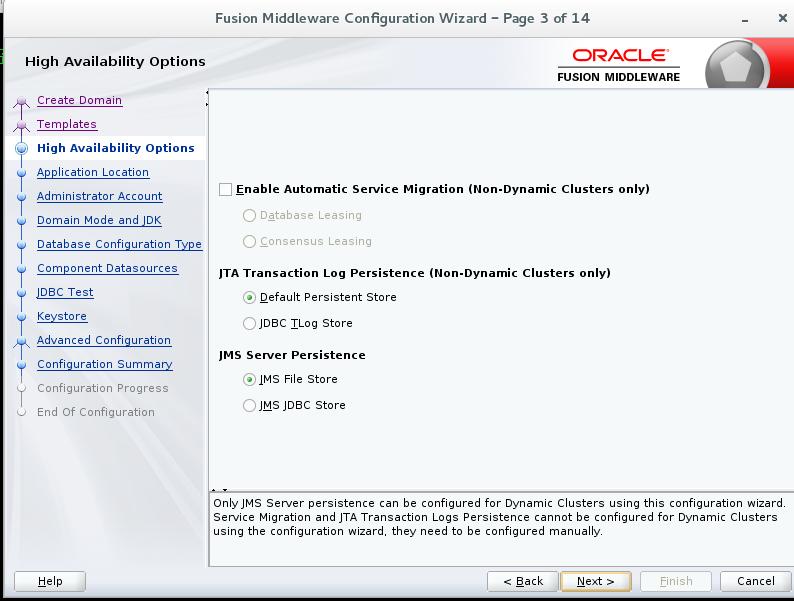 Fusion Middleware Configuration Wizard - Page 3 of 14
High Availability Options
ORACLE
FUSION MIDDLEWARE
Create Domain
Templates
High Availability Options
Application Location
Administrator Account
Domain Mode and JDK
Database Configuration Type
Component Datasources
JDBC Test
Keystore
Advanced Configuration
Configuration Summary
Configuration Progress
End Of Configuration
Enable Automatic Service Migration (Non-Dynamic Clusters only)
Database Leasing
Consensus Leasing
JTA Transaction Log Persistence (Non-Dynamic Clusters only)
Default Persistent Store
JDBC TLog Store
JMS Server Persistence
JMS File Store
JMS JDBC Store
Only JMS Server persistence can be configured for Dynamic Clusters using this configuration wizard.
Service Migration and JTA Transaction Logs Persistence cannot be configured for Dynamic Clusters
using the configuration wizard, they need to be configured manually.
Help
< Back
Next >
Finish
Cancel